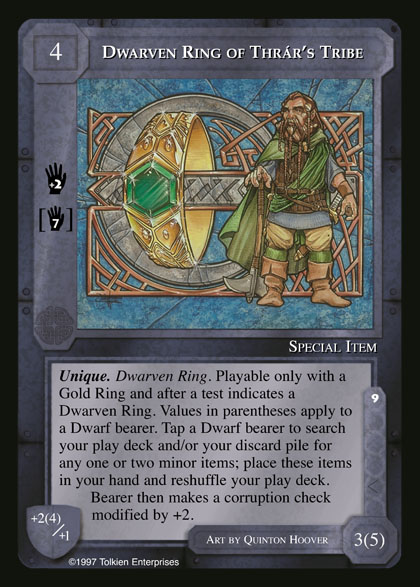 4
DWARVEN RING OF THRÁR'S TRIBE
+2
[7]
SPECIAL ITEM
Unique. Dwarven Ring. Playable only with a
Gold Ring and after a test indicates a
Dwarven Ring. Values in parentheses apply to
a Dwarf bearer. Tap a Dwarf bearer to search
your play deck and/or your discard pile for
any one or two minor items; place these items
in your hand and reshuffle your play deck.
Bearer then makes a corruption check
modified by +2.
9
+2(4)/+1
ART BY QUINTON HOOVER
3(5)
©1997 Tolkien Enterprises